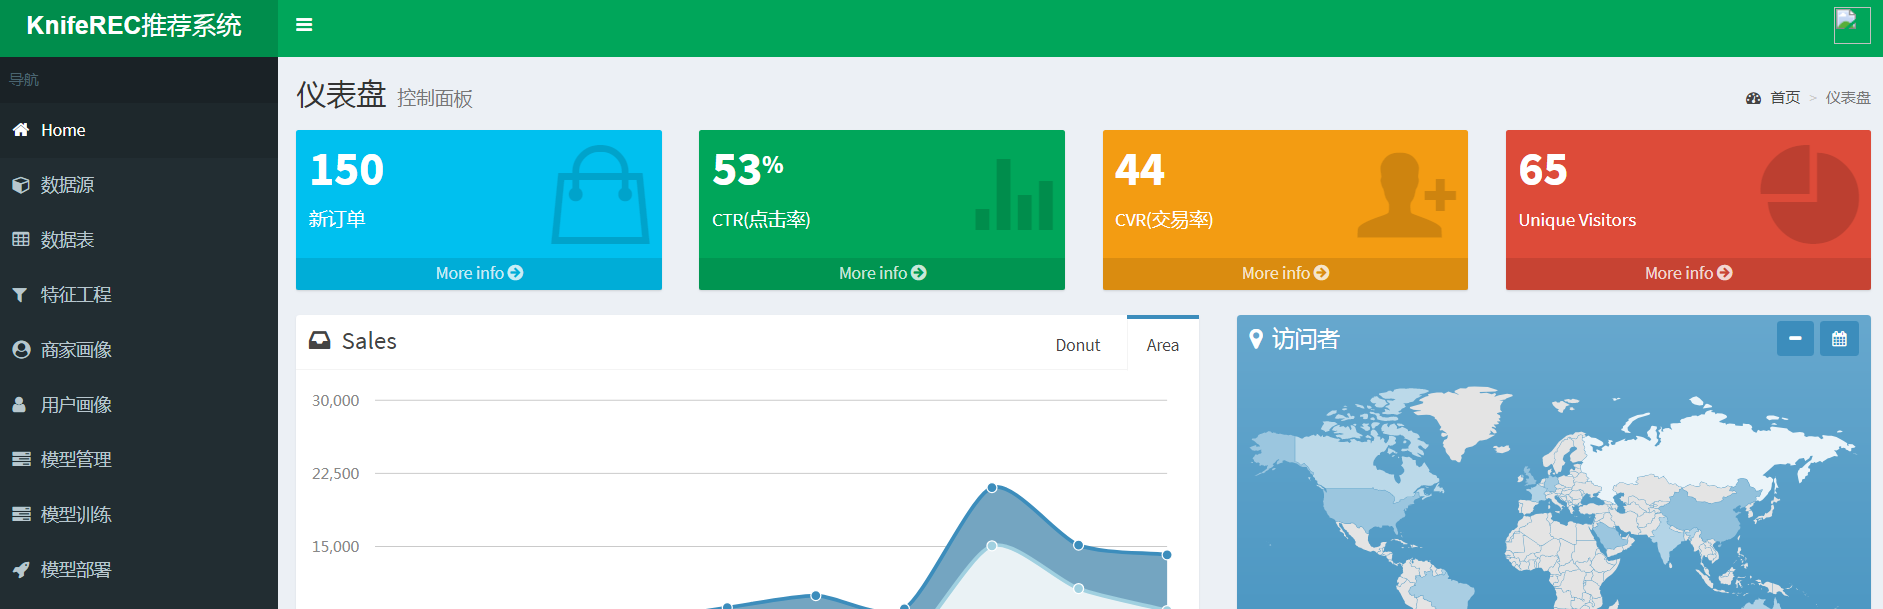 KnifeREC推荐系统
导航
Home
数据源
数据表
特征工程
商家画像
用户画像
模型管理
模型训练
模型部署
仪表盘 控制面板
首页 > 仪表盘
150
新订单
More info
53%
CTR(点击率)
More info
44
CVR(交易率)
More info
65
Unique Visitors
More info
Sales
Donut
Area
30,000
22,500
15,000
访问者